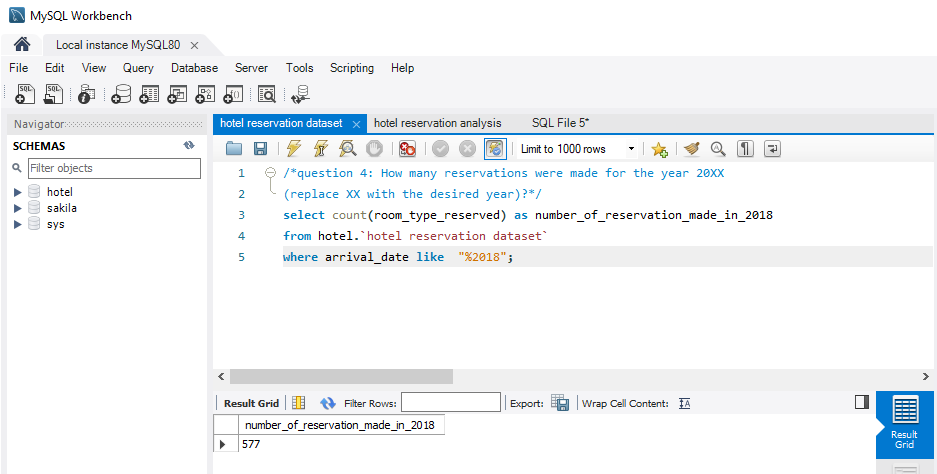 MySQL Workbench
Local instance MySQL80
File Edit View Query Database Server Tools Scripting Help
Navigator
hotel reservation dataset hotel reservation analysis SQL File 5*
SCHEMAS
Limit to 1000 rows
Filter objects
hotel
sakila
sys
1 /*question 4: How many reservations were made for the year 20XX
2 (replace XX with the desired year)?*/
3 select count(room_type_reserved) as number_of_reservation_made_in_2018
4 from hotel.`hotel reservation dataset`
5 where arrival_date like "%2018";
Result Grid Filter Rows: Export: Wrap Cell Content:
number_of_reservation_made_in_2018
577
Result
Grid